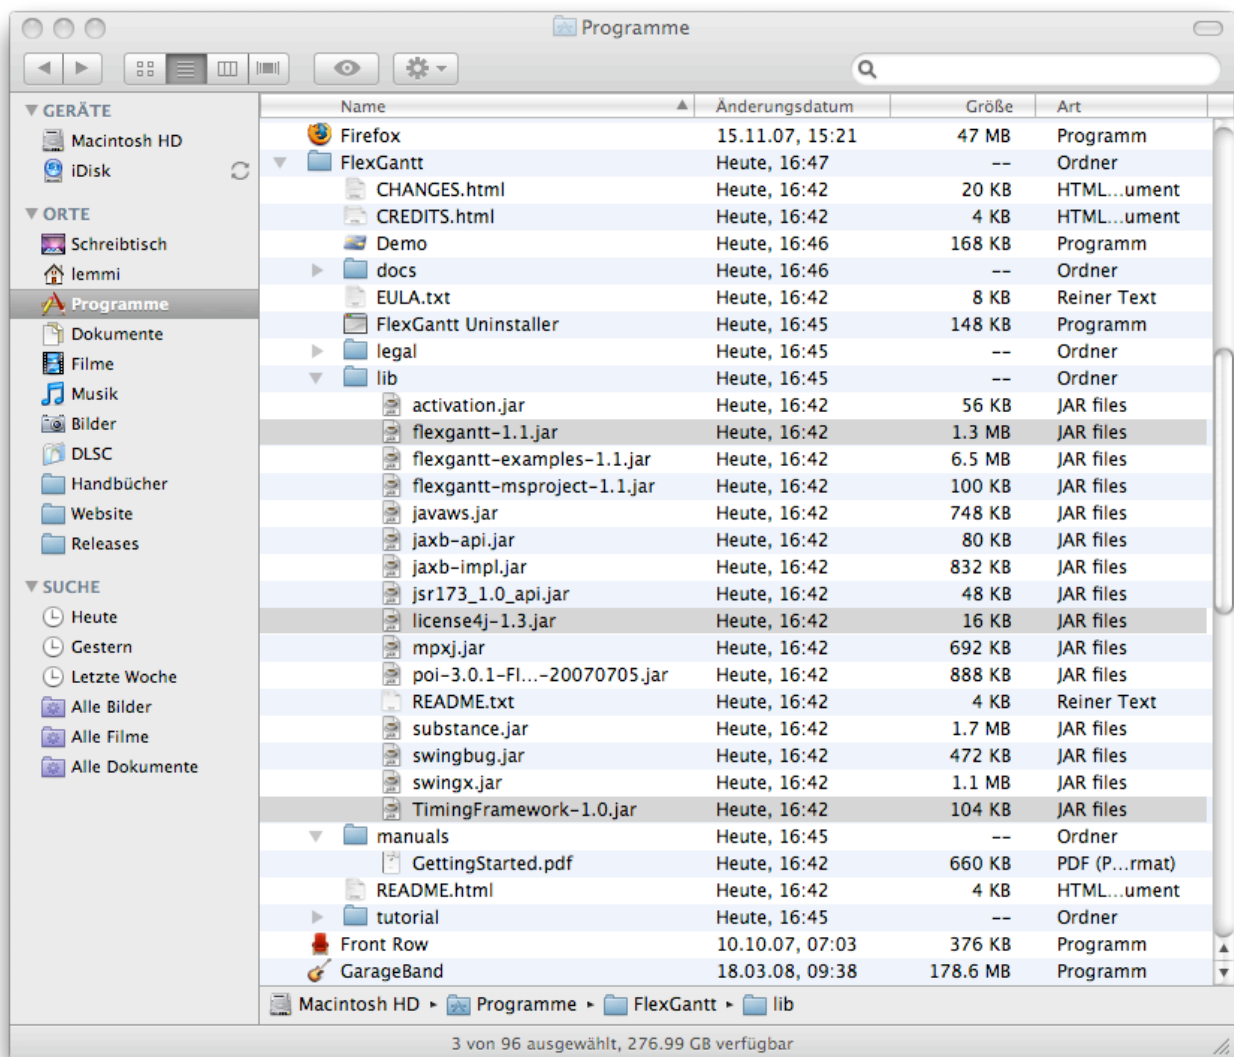 Programme
GERÄTE
Macintosh HD
iDisk
ORTE
Schreibtisch
lemmi
Programme
Dokumente
Filme
Musik
Bilder
DLSC
Handbücher
Website
Releases
SUCHE
Heute
Gestern
Letzte Woche
Alle Bilder
Alle Filme
Alle Dokumente
Name Änderungsdatum Größe Art
Firefox 15.11.07, 15:21 47 MB Programm
FlexGantt Heute, 16:47 -- Ordner
CHANGES.html Heute, 16:42 20 KB HTML...ument
CREDITS.html Heute, 16:42 4 KB HTML...ument
Demo Heute, 16:46 168 KB Programm
docs Heute, 16:46 -- Ordner
EULA.txt Heute, 16:42 8 KB Reiner Text
FlexGantt Uninstaller Heute, 16:45 148 KB Programm
legal Heute, 16:45 -- Ordner
lib Heute, 16:45 -- Ordner
activation.jar Heute, 16:42 56 KB JAR files
flexgantt-1.1.jar Heute, 16:42 1.3 MB JAR files
flexgantt-examples-1.1.jar Heute, 16:42 6.5 MB JAR files
flexgantt-msproject-1.1.jar Heute, 16:42 100 KB JAR files
javaws.jar Heute, 16:42 748 KB JAR files
jaxb-api.jar Heute, 16:42 80 KB JAR files
jaxb-impl.jar Heute, 16:42 832 KB JAR files
jsr173_1.0_api.jar Heute, 16:42 48 KB JAR files
license4j-1.3.jar Heute, 16:42 16 KB JAR files
mpxj.jar Heute, 16:42 692 KB JAR files
poi-3.0.1-FI...-20070705.jar Heute, 16:42 888 KB JAR files
README.txt Heute, 16:42 4 KB Reiner Text
substance.jar Heute, 16:42 1.7 MB JAR files
swingbug.jar Heute, 16:42 472 KB JAR files
swingx.jar Heute, 16:42 1.1 MB JAR files
TimingFramework-1.0.jar Heute, 16:42 104 KB JAR files
manuals Heute, 16:45 -- Ordner
GettingStarted.pdf Heute, 16:42 660 KB PDF (P...rmat)
README.html Heute, 16:42 4 KB HTML...ument
tutorial Heute, 16:45 -- Ordner
Front Row 10.10.07, 07:03 376 KB Programm
GarageBand 18.03.08, 09:38 178.6 MB Programm
Macintosh HD ▸ Programme ▸ FlexGantt ▸ lib
3 von 96 ausgewählt, 276.99 GB verfügbar